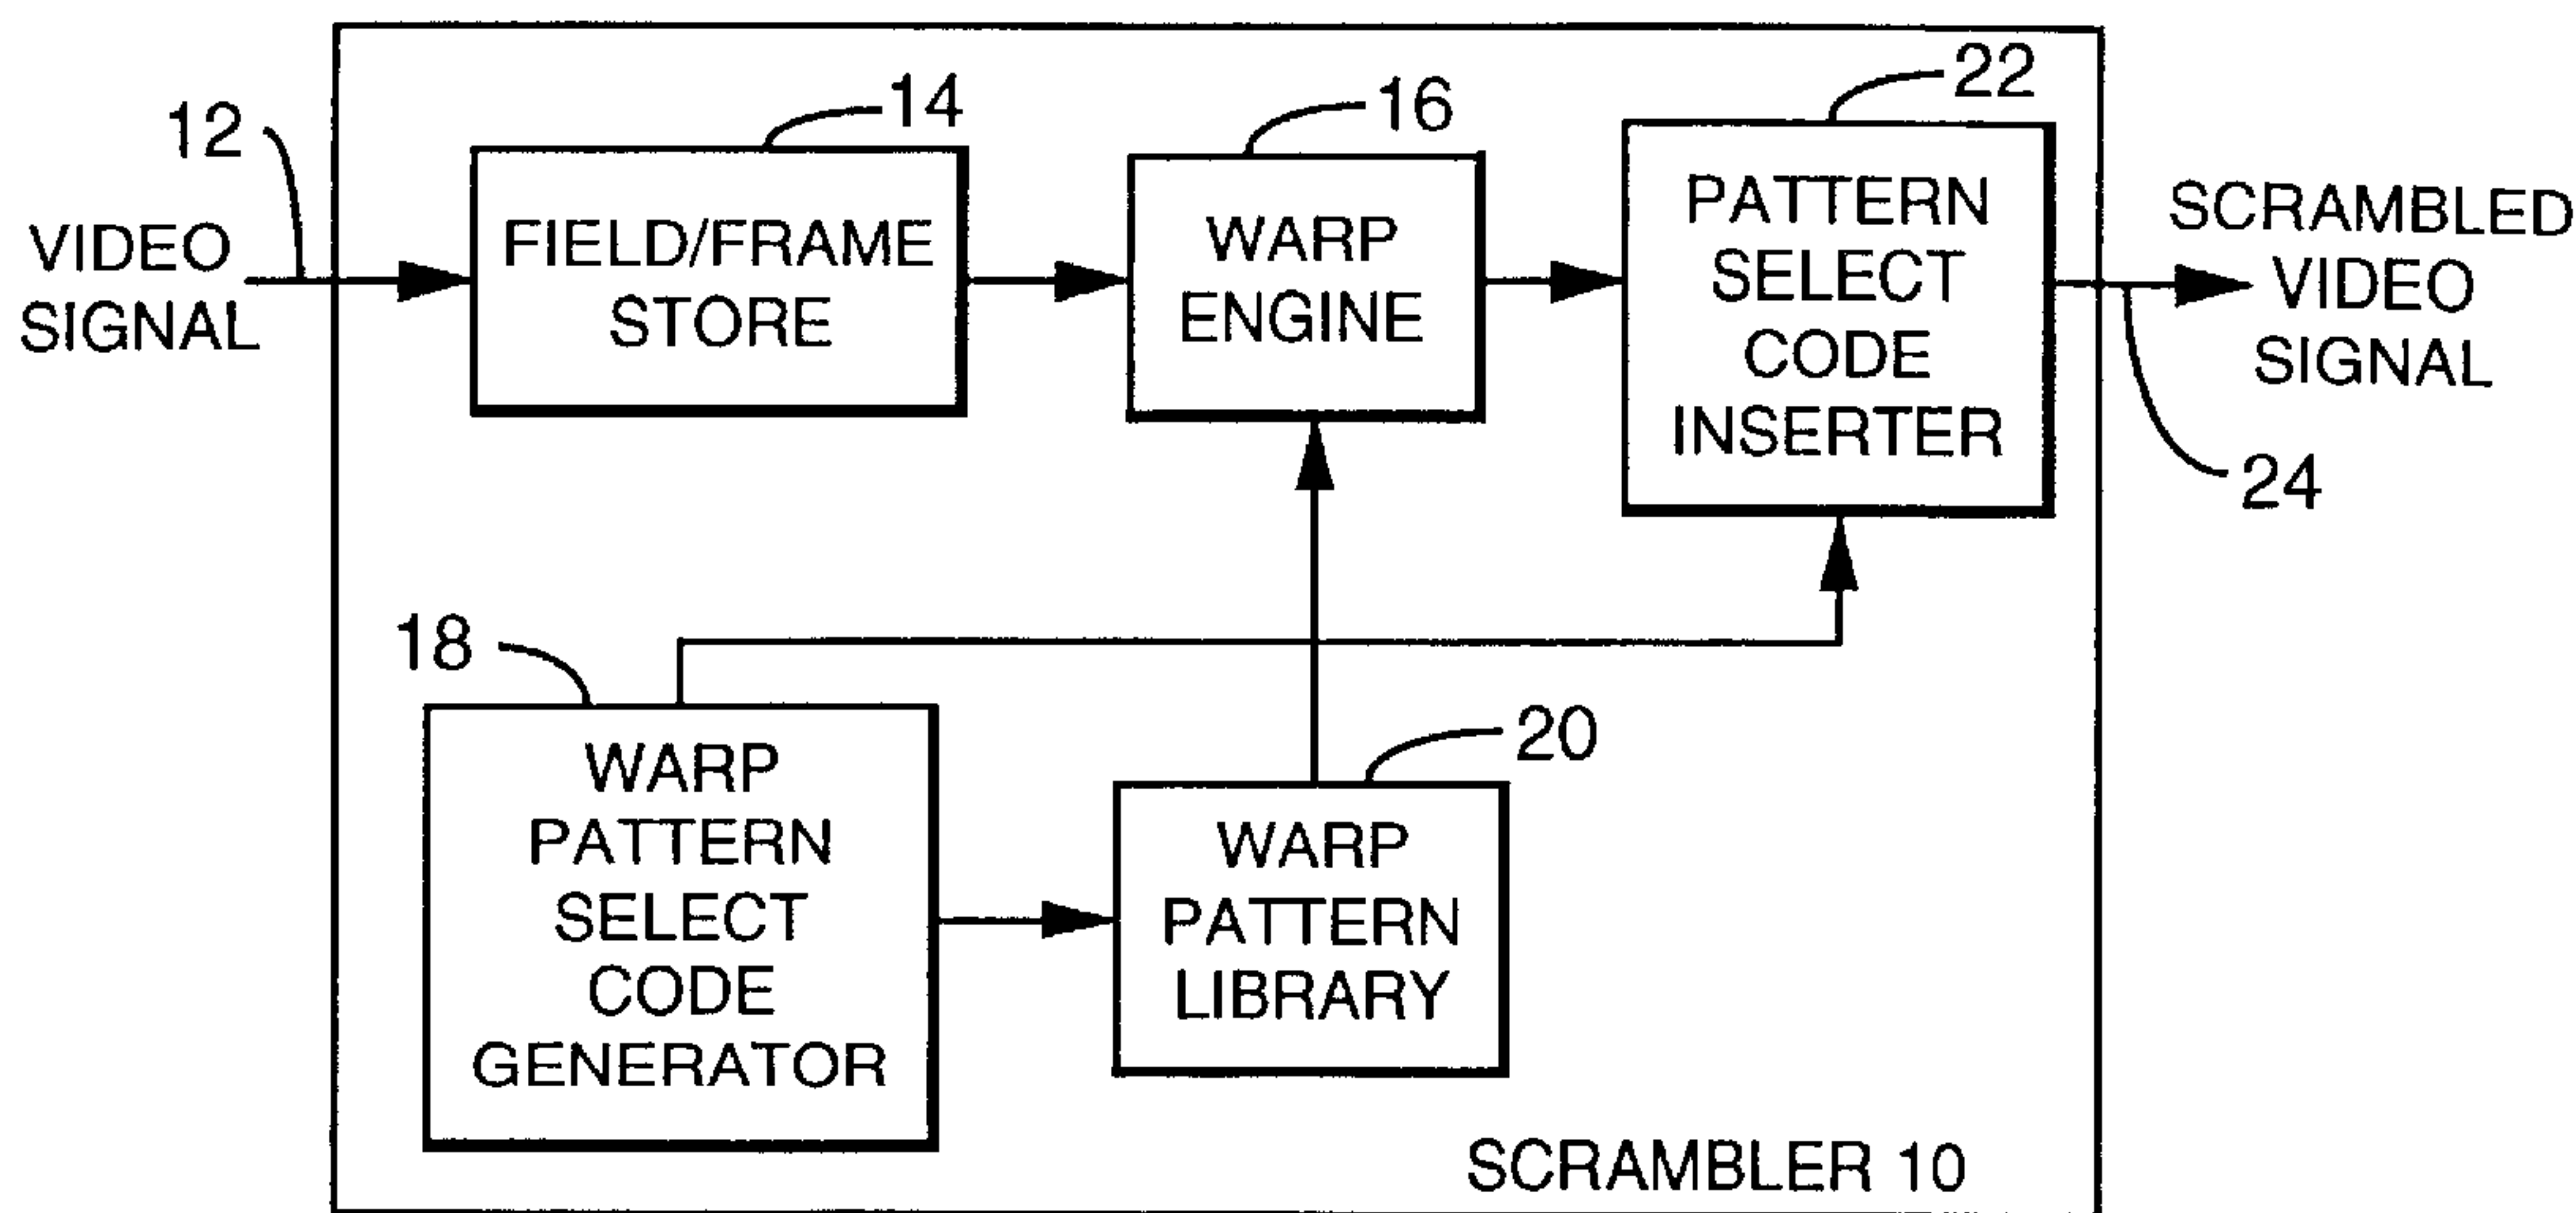 12
VIDEO
SIGNAL
14
FIELD/FRAME
STORE
16
WARP
ENGINE
22
PATTERN
SELECT
CODE
INSERTER
SCRAMBLED
VIDEO
SIGNAL
24
18
WARP
PATTERN
SELECT
CODE
GENERATOR
20
WARP
PATTERN
LIBRARY
SCRAMBLER 10